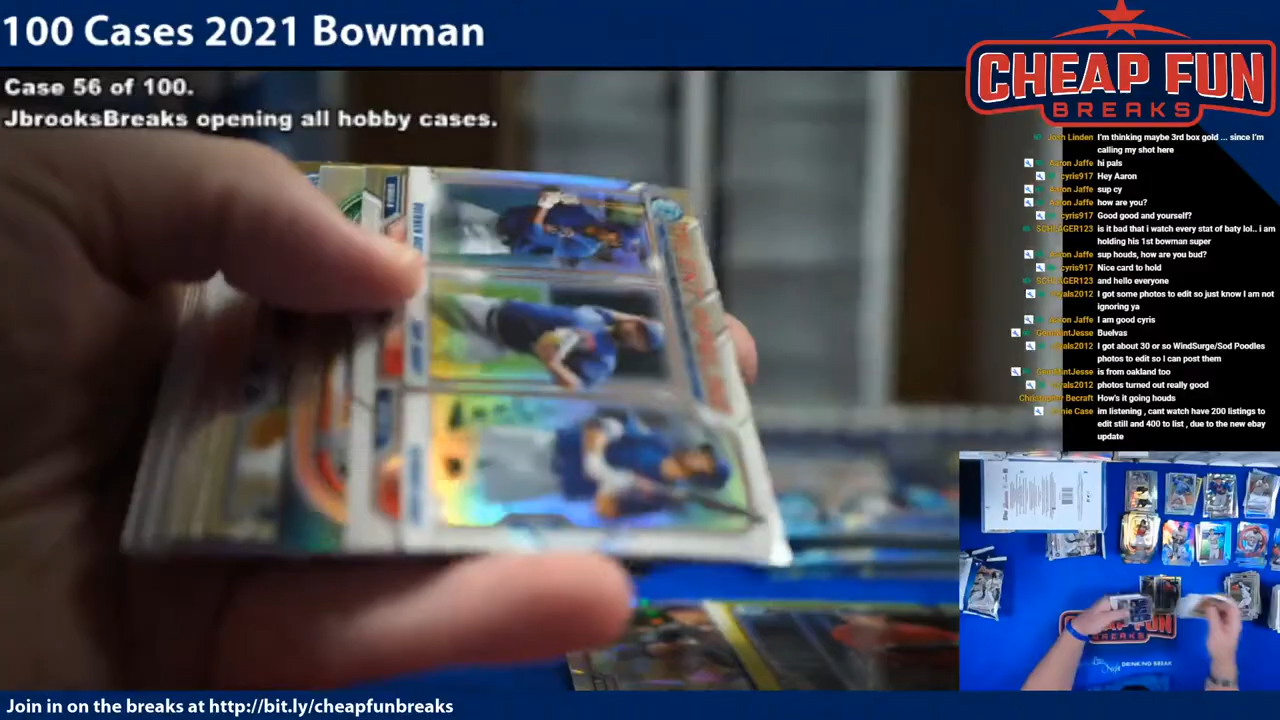 100 Cases 2021 Bowman
Case 56 of 100.
JbrooksBreaks opening all hobby cases.
CHEAP FUN
BREAKS
Josh Linden I'm thinking maybe 3rd box gold ... since I'm
calling my shot here
Aaron Jaffe hi pals
cyris917 Hey Aaron
Aaron Jaffe sup cy
Aaron Jaffe how are you?
cyris917 Good good and yourself?
SCHLAGER123 is it bad that i watch every stat of baty lol.. i am
holding his 1st bowman super
Aaron Jaffe sup houds, how are you bud?
cyris917 Nice card to hold
SCHLAGER123 and hello everyone
I got some photos to edit so just know I am not
ignoring ya
Aaron Jaffe I am good cyris
GemMintJesse Buelvas
I got about 30 or so WindSurge/Sod Poodles
photos to edit so I can post them
GemMintJesse is from oakland too
photos turned out really good
Christopher Becraft How's it going houds
Case im listening , cant watch have 200 listings to
edit still and 400 to list , due to the new ebay
update
CHEAP FUN
BREAKS
DRINKING BREAK
Join in on the breaks at http://bit.ly/cheapfunbreaks